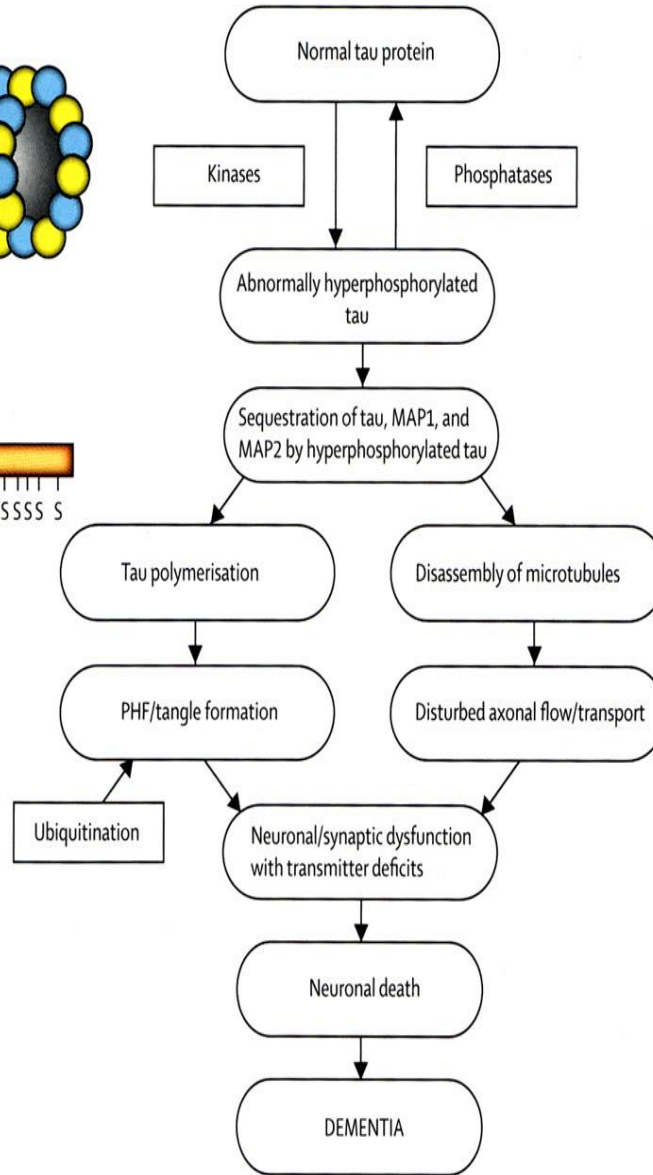 Normal tau protein
Kinases
Phosphatases
Abnormally hyperphosphorylated
tau
Sequestration of tau, MAP1, and
MAP2 by hyperphosphorylated tau
SSSSS S
Tau polymerisation
Disassembly of microtubules
PHF/tangle formation
Disturbed axonal flow/transport
Ubiquitination
Neuronal/synaptic dysfunction
with transmitter deficits
Neuronal death
DEMENTIA